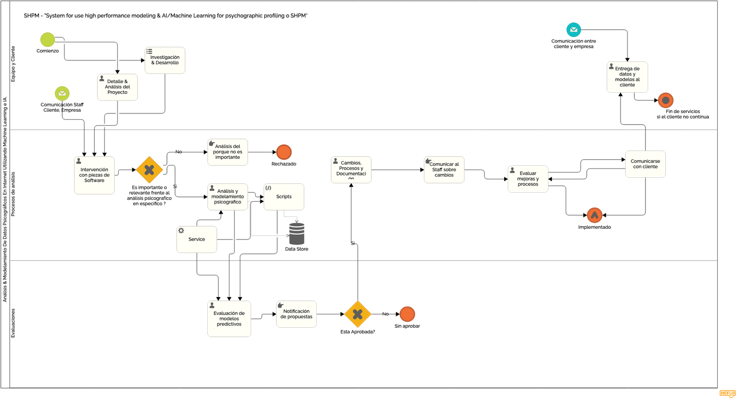 SHPM - "System for use high performance modeling & AI/Machine Learning for psychographic profiling o SHPM"
Análisis & Modelamiento De Datos Psicográficos En Internet Utilizando Machine Learning e IA.
Equipo y Cliente
Comienzo
Investigación
& Desarrollo
Detalle &
Análisis del
Proyecto
Comunicación Staff
Cliente. Empresa
Comunicación entre
cliente y empresa
Entrega de
datos y
modelos al
cliente
Fin de servicios
si el cliente no continua
Procesos de análisis
Intervención
con piezas de
Software
Es importante o
relevante frente al
análisis psicografico
en específico ?
No
Si
Análisis del
porque no es
importante
Rechazado
Análisis y
modelamiento
psicografico
Scripts
Service
Data Store
Cambios.
Procesos y
Documentaci
Comunicar al
Staff sobre
cambios
Evaluar
mejoras y
procesos
Comunicarse
con cliente
Implementado
Si
Evaluaciones
Evaluación de
modelos
predictivos
Notificación
de propuestas
Esta Aprobada?
No
Sin aprobar
HEFLO